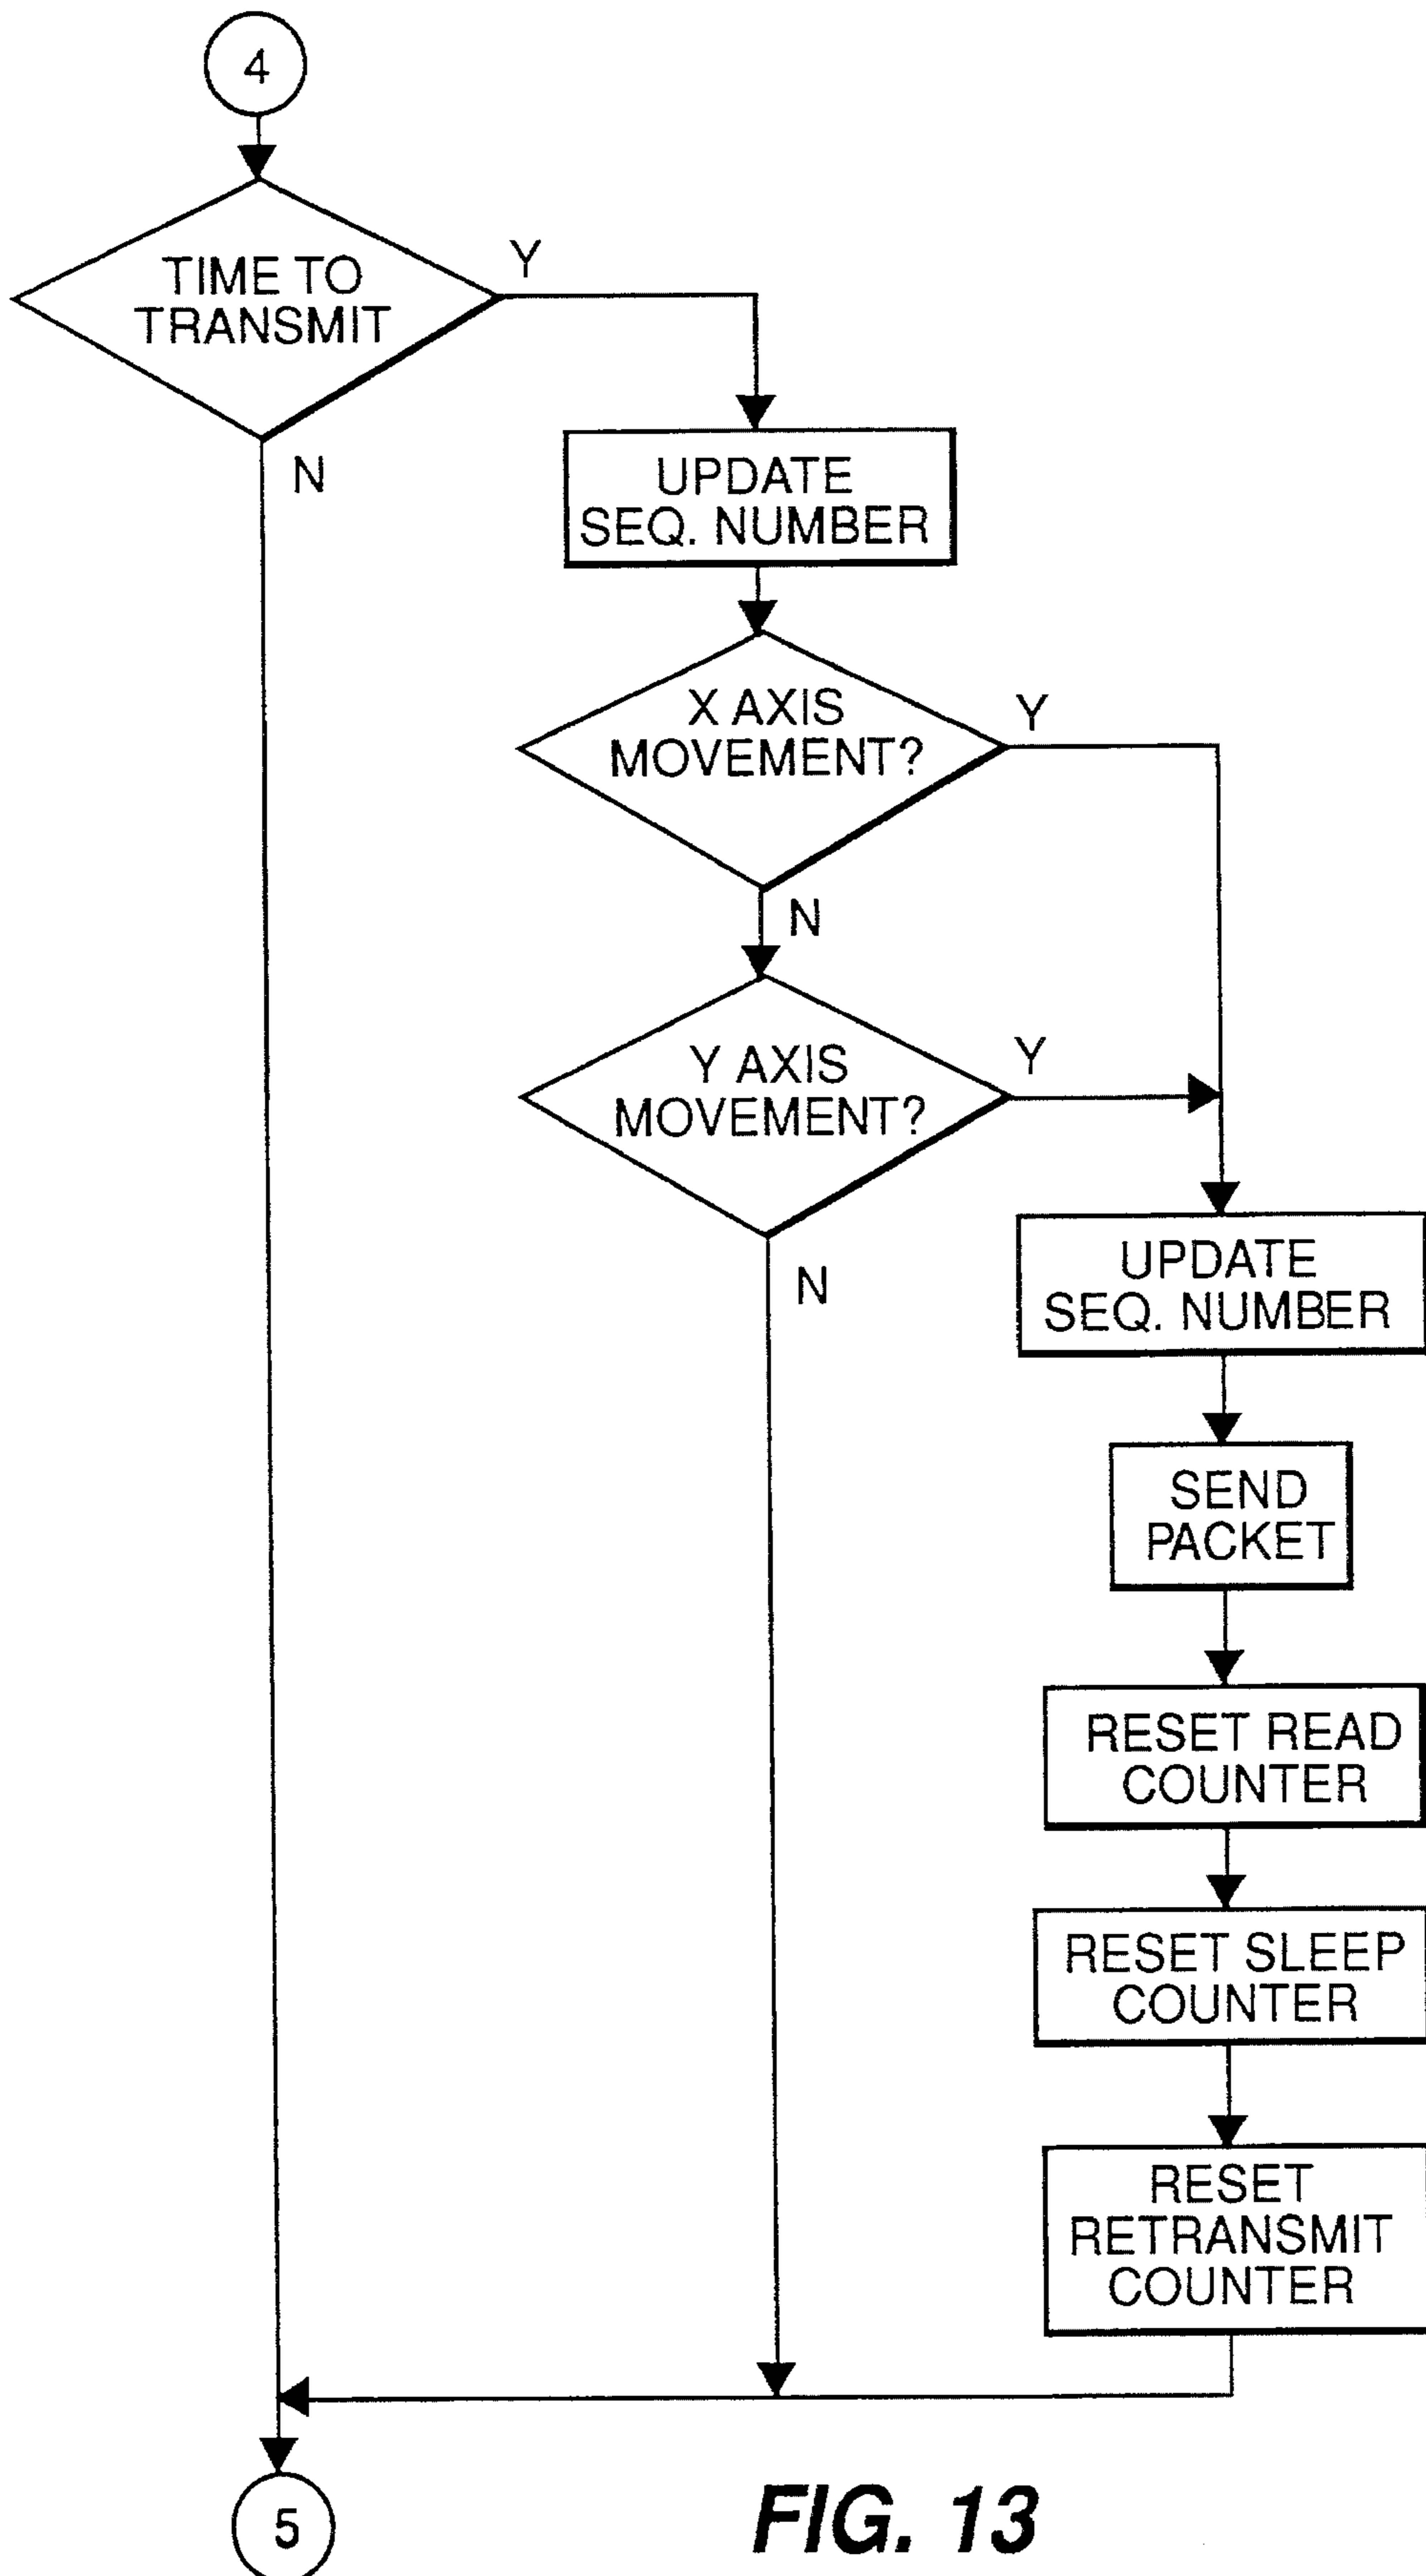 4
TIME TO
TRANSMIT
Y
N
UPDATE
SEQ. NUMBER
X AXIS
MOVEMENT?
Y
N
Y AXIS
MOVEMENT?
Y
N
UPDATE
SEQ. NUMBER
SEND
PACKET
RESET READ
COUNTER
RESET SLEEP
COUNTER
RESET
RETRANSMIT
COUNTER
5
FIG. 13